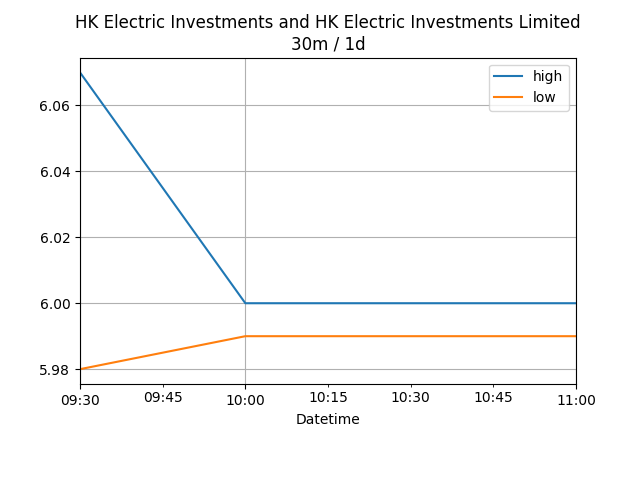 HK Electric Investments and HK Electric Investments Limited
30m / 1d
high
low
6.06
6.04
6.02
6.00
5.98
09:30 09:45 10:00 10:15 10:30 10:45 11:00
Datetime